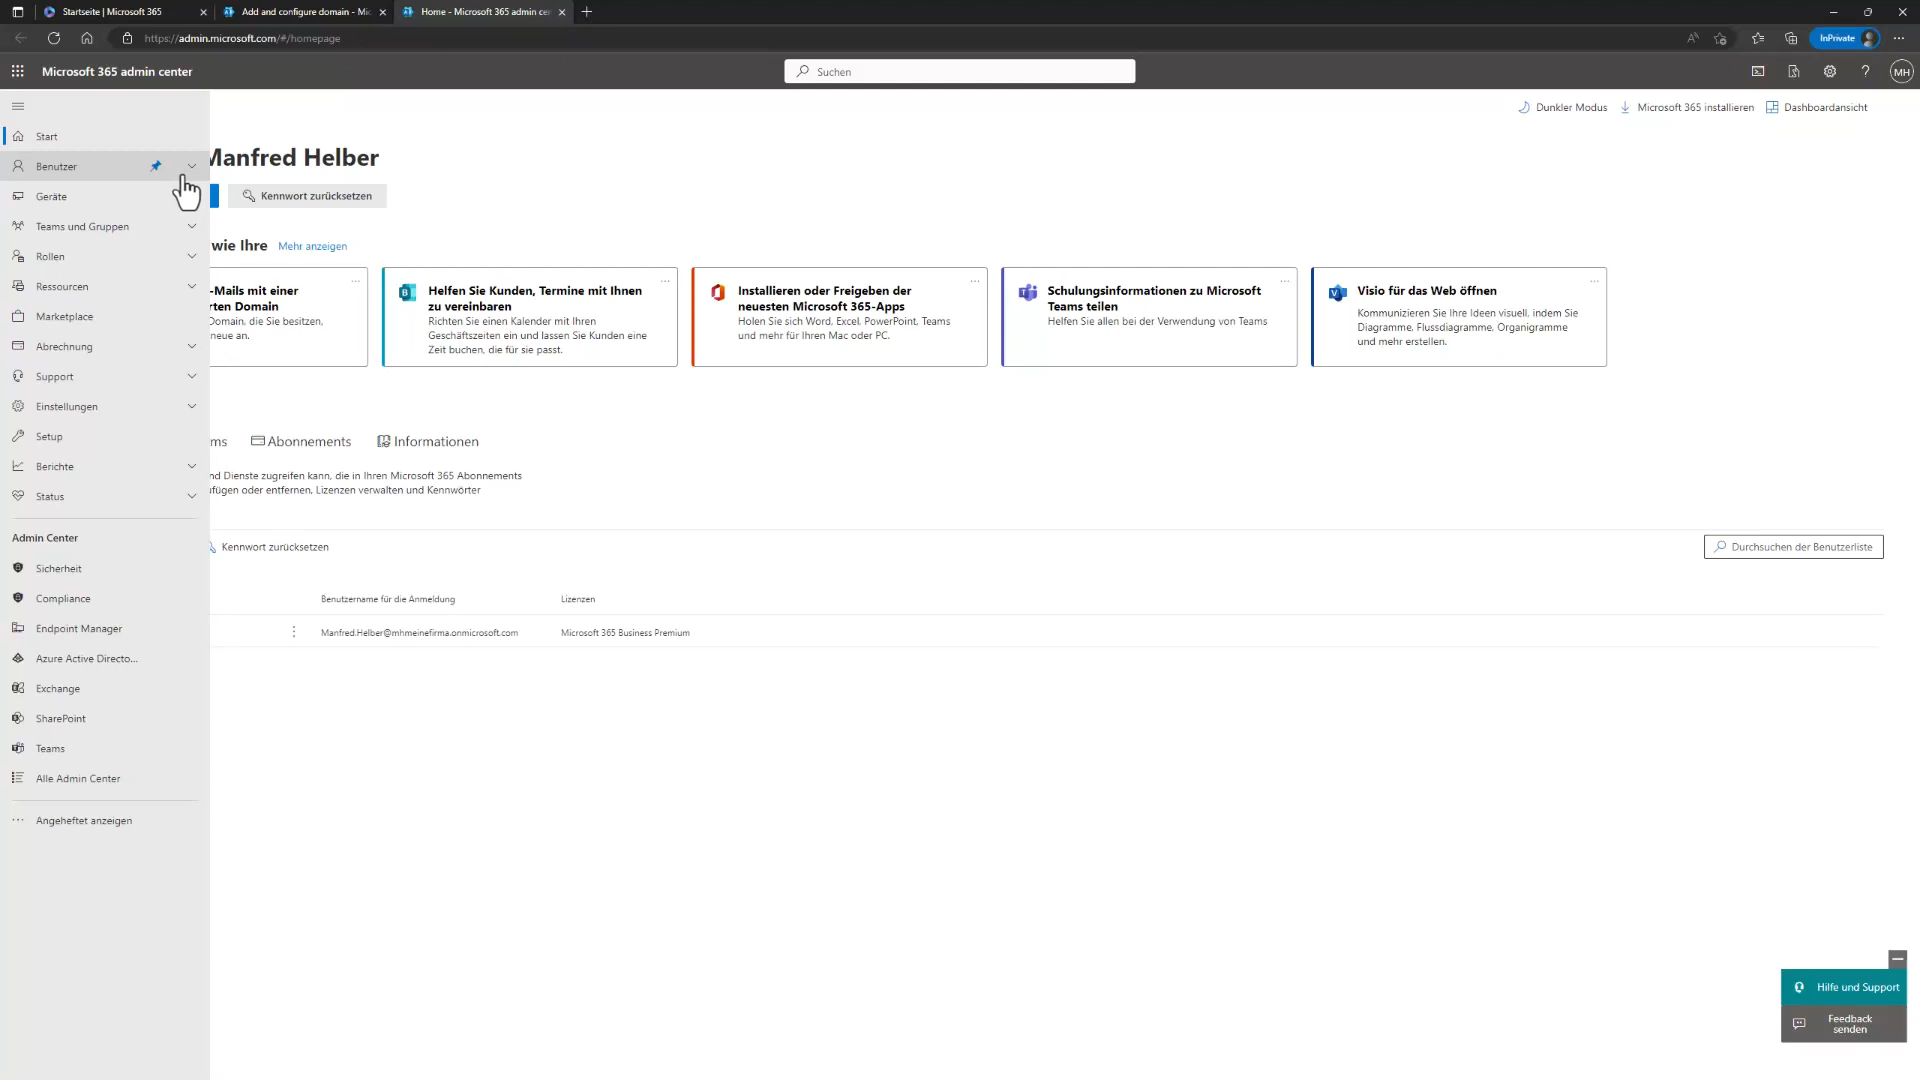 Startseite | Microsoft 365
Add and configure domain - Mic
Home - Microsoft 365 admin cen
https://admin.microsoft.com/#/homepage
InPrivate
Microsoft 365 admin center
Suchen
MH
Dunkler Modus
Microsoft 365 installieren
Dashboardansicht
Start
Benutzer
Geräte
Teams und Gruppen
Rollen
Ressourcen
Marketplace
Abrechnung
Support
Einstellungen
Setup
Berichte
Status
Admin Center
Sicherheit
Compliance
Endpoint Manager
Azure Active Directo...
Exchange
SharePoint
Teams
Alle Admin Center
Angeheftet anzeigen
Manfred Helber
Kennwort zurücksetzen
wie Ihre Mehr anzeigen
-Mails mit einer
rten Domain
Domain, die Sie besitzen,
neue an.
Helfen Sie Kunden, Termine mit Ihnen
zu vereinbaren
Richten Sie einen Kalender mit Ihren
Geschäftszeiten ein und lassen Sie Kunden eine
Zeit buchen, die für sie passt.
Installieren oder Freigeben der
neuesten Microsoft 365-Apps
Holen Sie sich Word, Excel, PowerPoint, Teams
und mehr für Ihren Mac oder PC.
Schulungsinformationen zu Microsoft
Teams teilen
Helfen Sie allen bei der Verwendung von Teams
Visio für das Web öffnen
Kommunizieren Sie Ihre Ideen visuell, indem Sie
Diagramme, Flussdiagramme, Organigramme
und mehr erstellen.
ms
Abonnements
Informationen
nd Dienste zugreifen kann, die in Ihren Microsoft 365 Abonnements
ufügen oder entfernen, Lizenzen verwalten und Kennwörter
Kennwort zurücksetzen
Durchsuchen der Benutzerliste
Benutzername für die Anmeldung
Lizenzen
Manfred.Helber@mhmeinefirma.onmicrosoft.com
Microsoft 365 Business Premium
Hilfe und Support
Feedback
senden